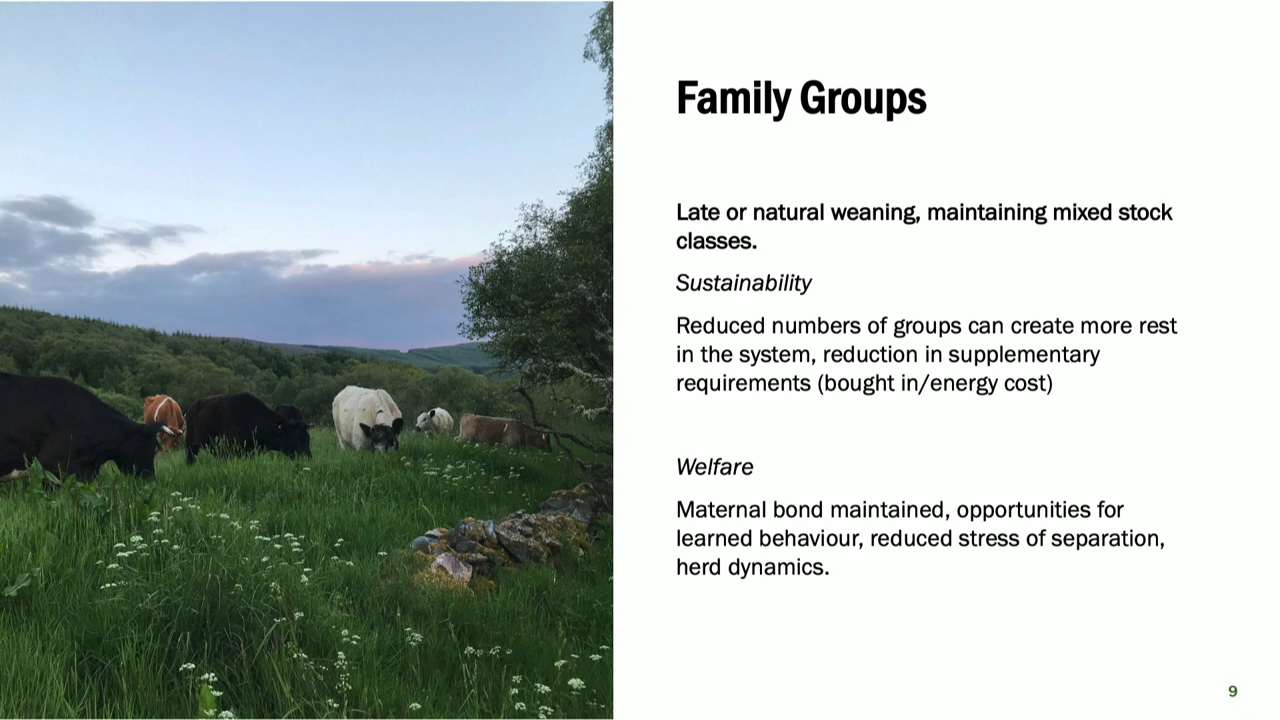 Family Groups
Late or natural weaning, maintaining mixed stock
classes.
Sustainability
Reduced numbers of groups can create more rest
in the system, reduction in supplementary
requirements (bought in/energy cost)
Welfare
Maternal bond maintained, opportunities for
learned behaviour, reduced stress of separation,
herd dynamics.
9